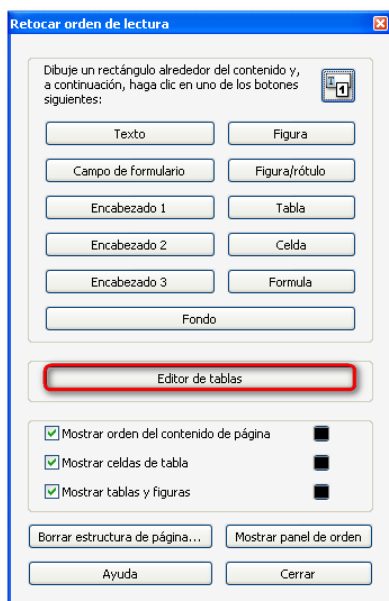 Retocar orden de lectura
Dibuje un rectángulo alrededor del contenido y,
a continuación, haga clic en uno de los botones
siguientes:
1
Texto
Figura
Campo de formulario
Figura/rótulo
Encabezado 1
Tabla
Encabezado 2
Celda
Encabezado 3
Formula
Fondo
Editor de tablas
Mostrar orden del contenido de página
Mostrar celdas de tabla
Mostrar tablas y figuras
Borrar estructura de página...
Mostrar panel de orden
Ayuda
Cerrar